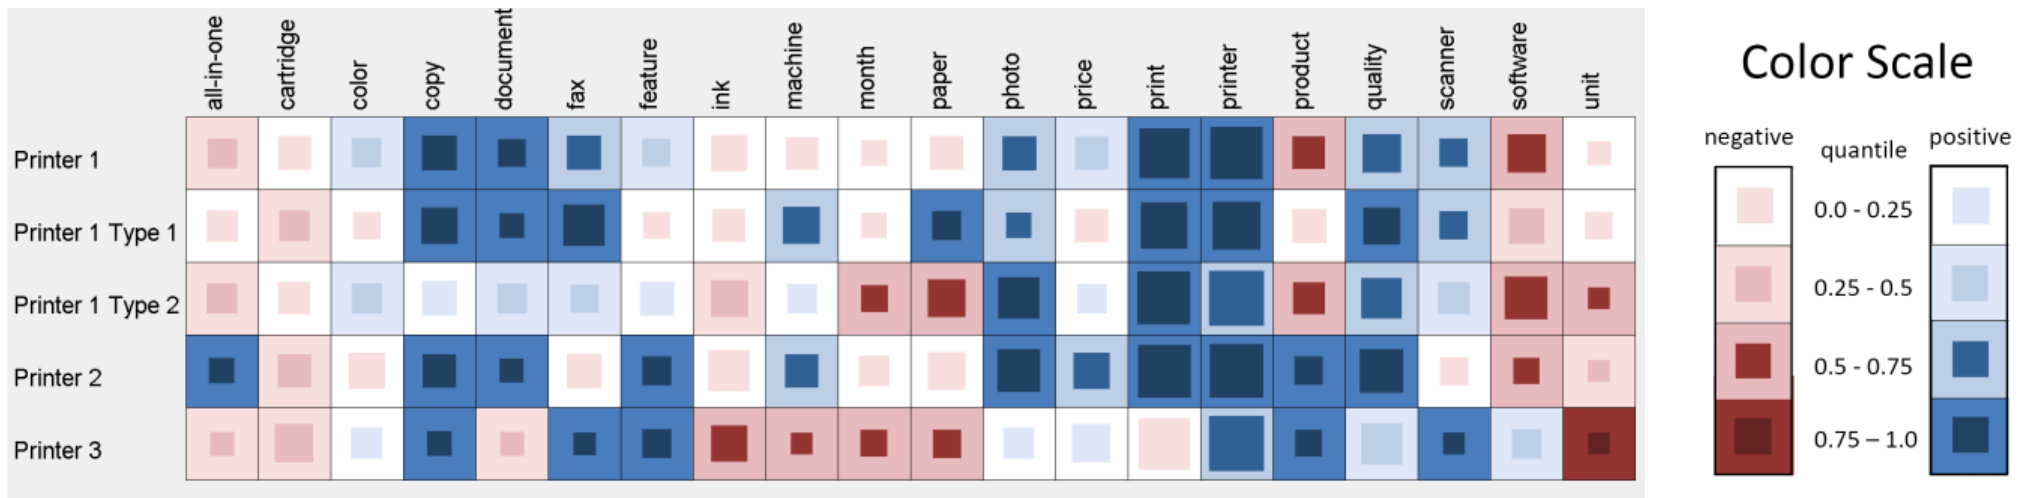 all-in-one
cartridge
color
copy
document
fax
feature
ink
machine
month
paper
photo
price
print
printer
product
quality
scanner
software
unit
Printer 1
Printer 1 Type 1
Printer 1 Type 2
Printer 2
Printer 3
Color Scale
negative quantile positive
0.0 - 0.25
0.25 - 0.5
0.5 - 0.75
0.75 – 1.0